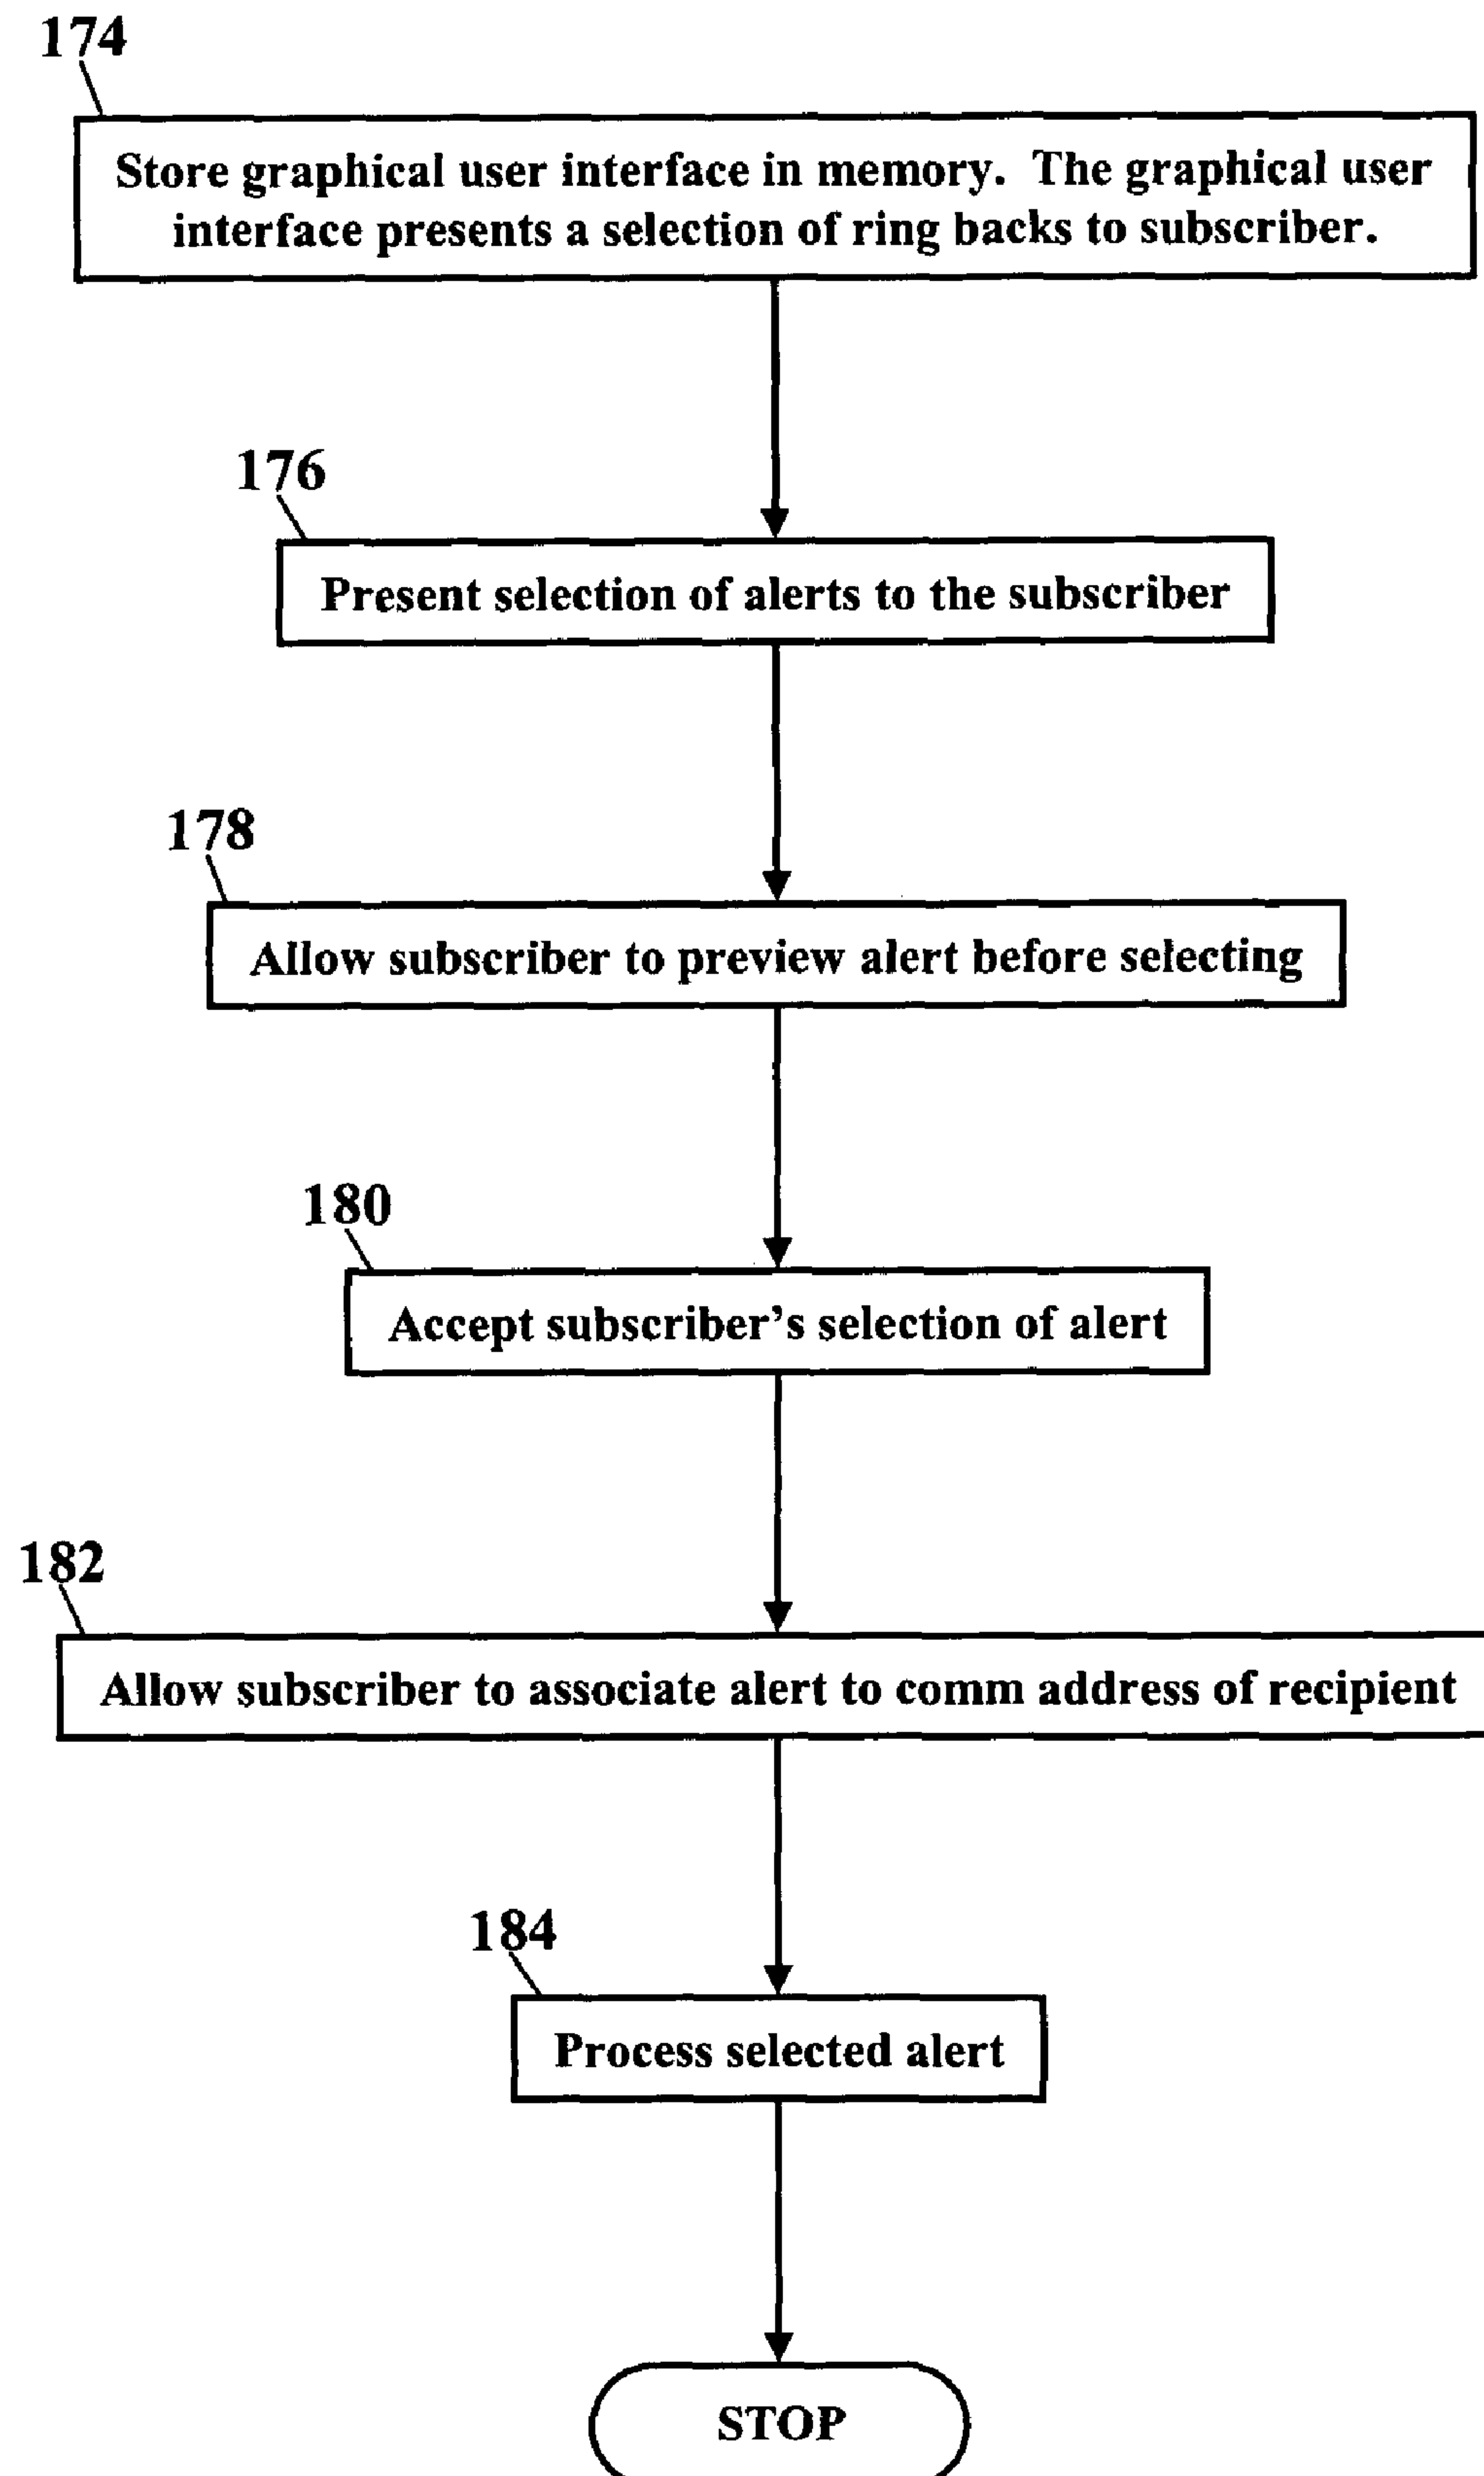 174
Store graphical user interface in memory. The graphical user
interface presents a selection of ring backs to subscriber.
176
Present selection of alerts to the subscriber
178
Allow subscriber to preview alert before selecting
180
Accept subscriber's selection of alert
182
Allow subscriber to associate alert to comm address of recipient
184
Process selected alert
STOP